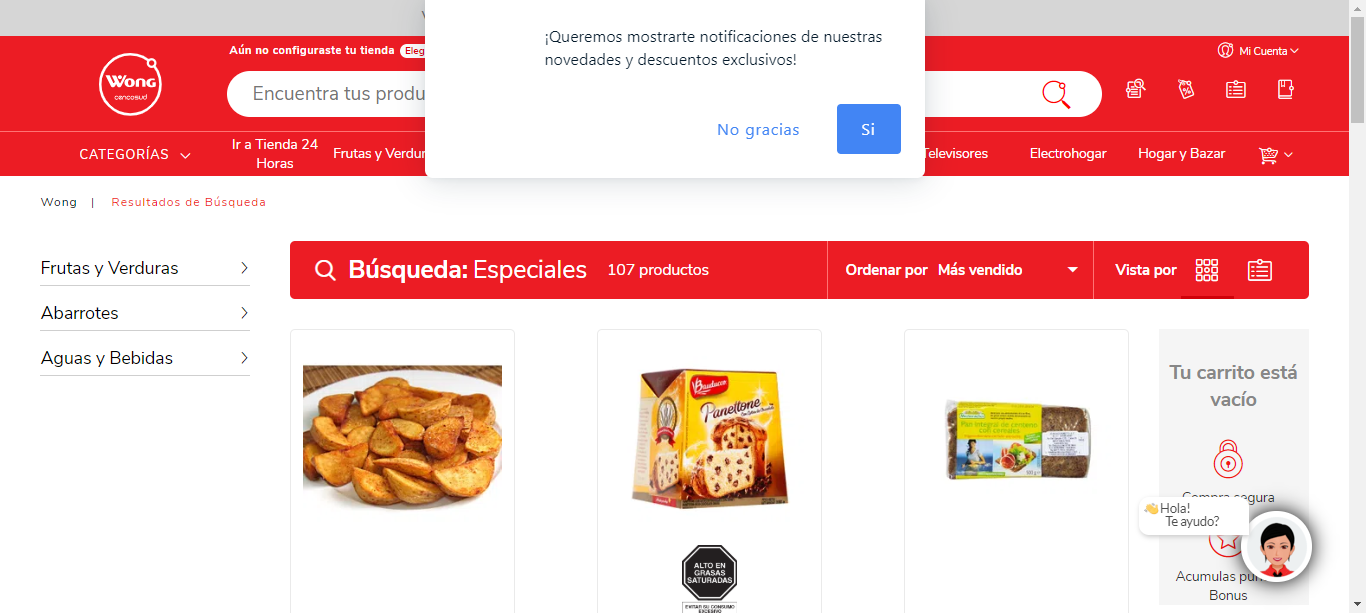 ¡Queremos mostrarte notificaciones de nuestras
novedades y descuentos exclusivos!
No gracias
Si
Aún no configuraste tu tienda
Eleg
Mi Cuenta
Wong
cencosud
Encuentra tus produ
CATEGORÍAS
Ir a Tienda 24
Horas
Frutas y Verdur
Televisores
Electrohogar
Hogar y Bazar
Wong | Resultados de Búsqueda
Frutas y Verduras
Abarrotes
Aguas y Bebidas
Búsqueda: Especiales
107 productos
Ordenar por Más vendido
Vista por
Bauducco
Panettone
ALTO EN
GRASAS
SATURADAS
EVITAR SU CONSUMO
EXCESIVO
Pan integral de centeno
con cereales
Tu carrito está
vacío
Compra segura
Hola!
Te ayudo?
Acumulas pun
Bonus